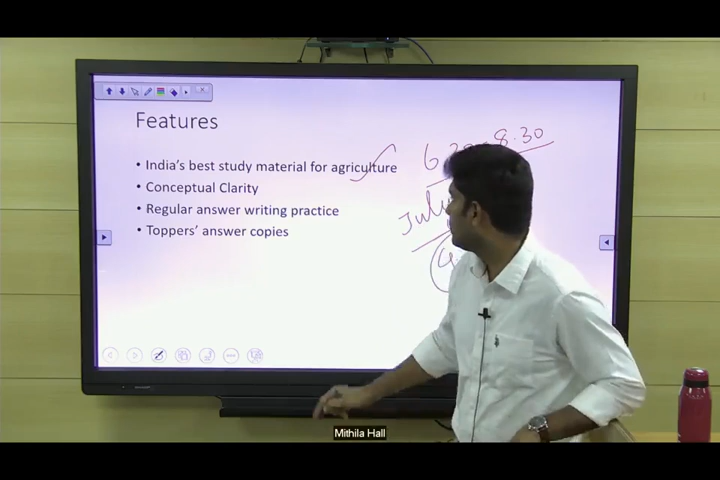 Features
• India's best study material for agriculture
• Conceptual Clarity
• Regular answer writing practice
• Toppers' answer copies
8.30
Mithila Hall